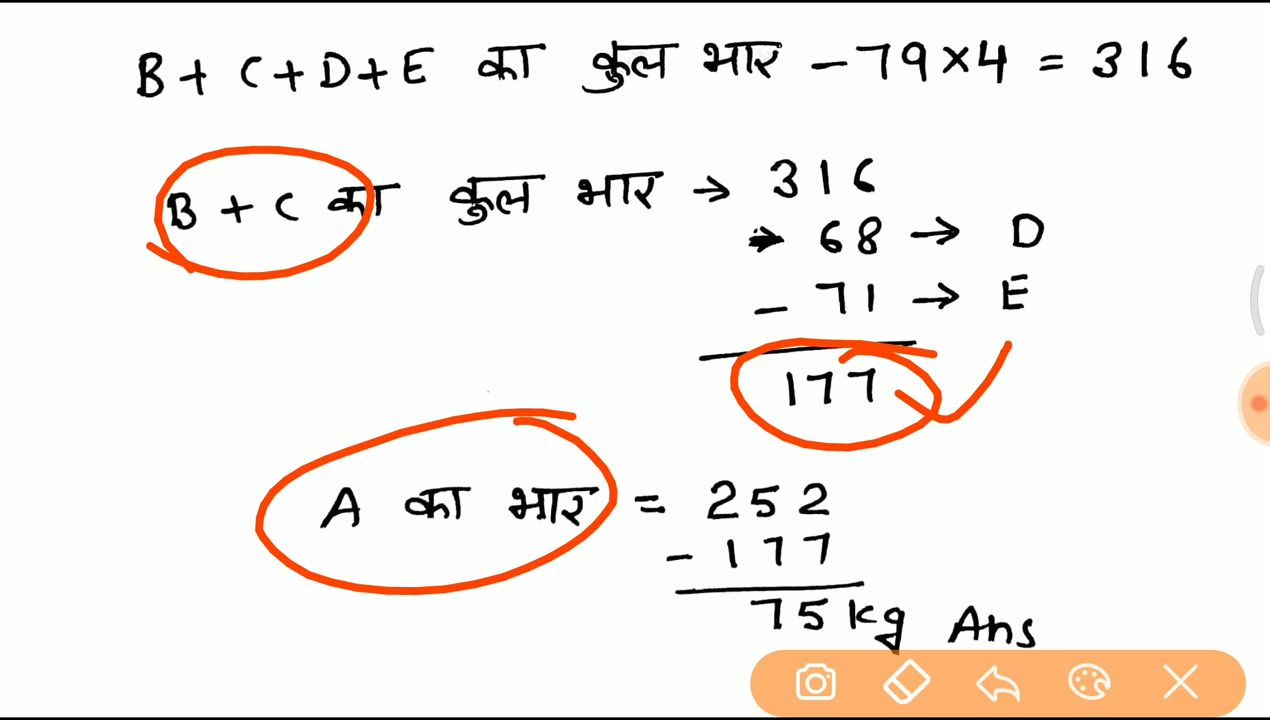 B + C + D + E का कुल भार - 79 × 4 = 316
B + C का कुल भार → 316
68 → D
- 71 → E
177
A का भार = 252
- 177
75 kg Ans